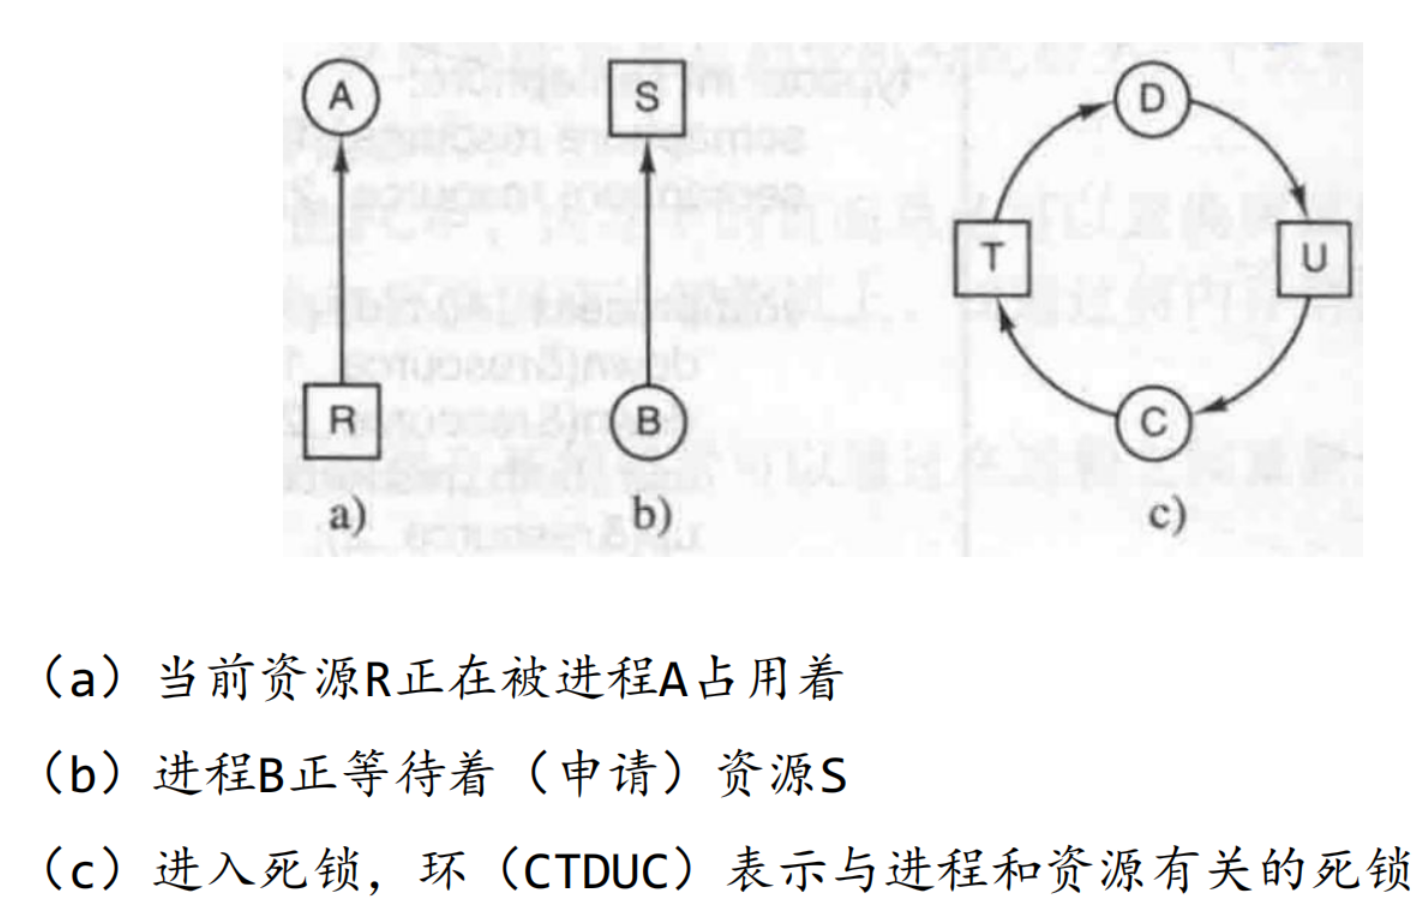 A S D
T U
R B C
a) b) c)
（a）当前资源R正在被进程A占用着
（b）进程B正等待着（申请）资源S
（c）进入死锁，环（CTDUC）表示与进程和资源有关的死锁